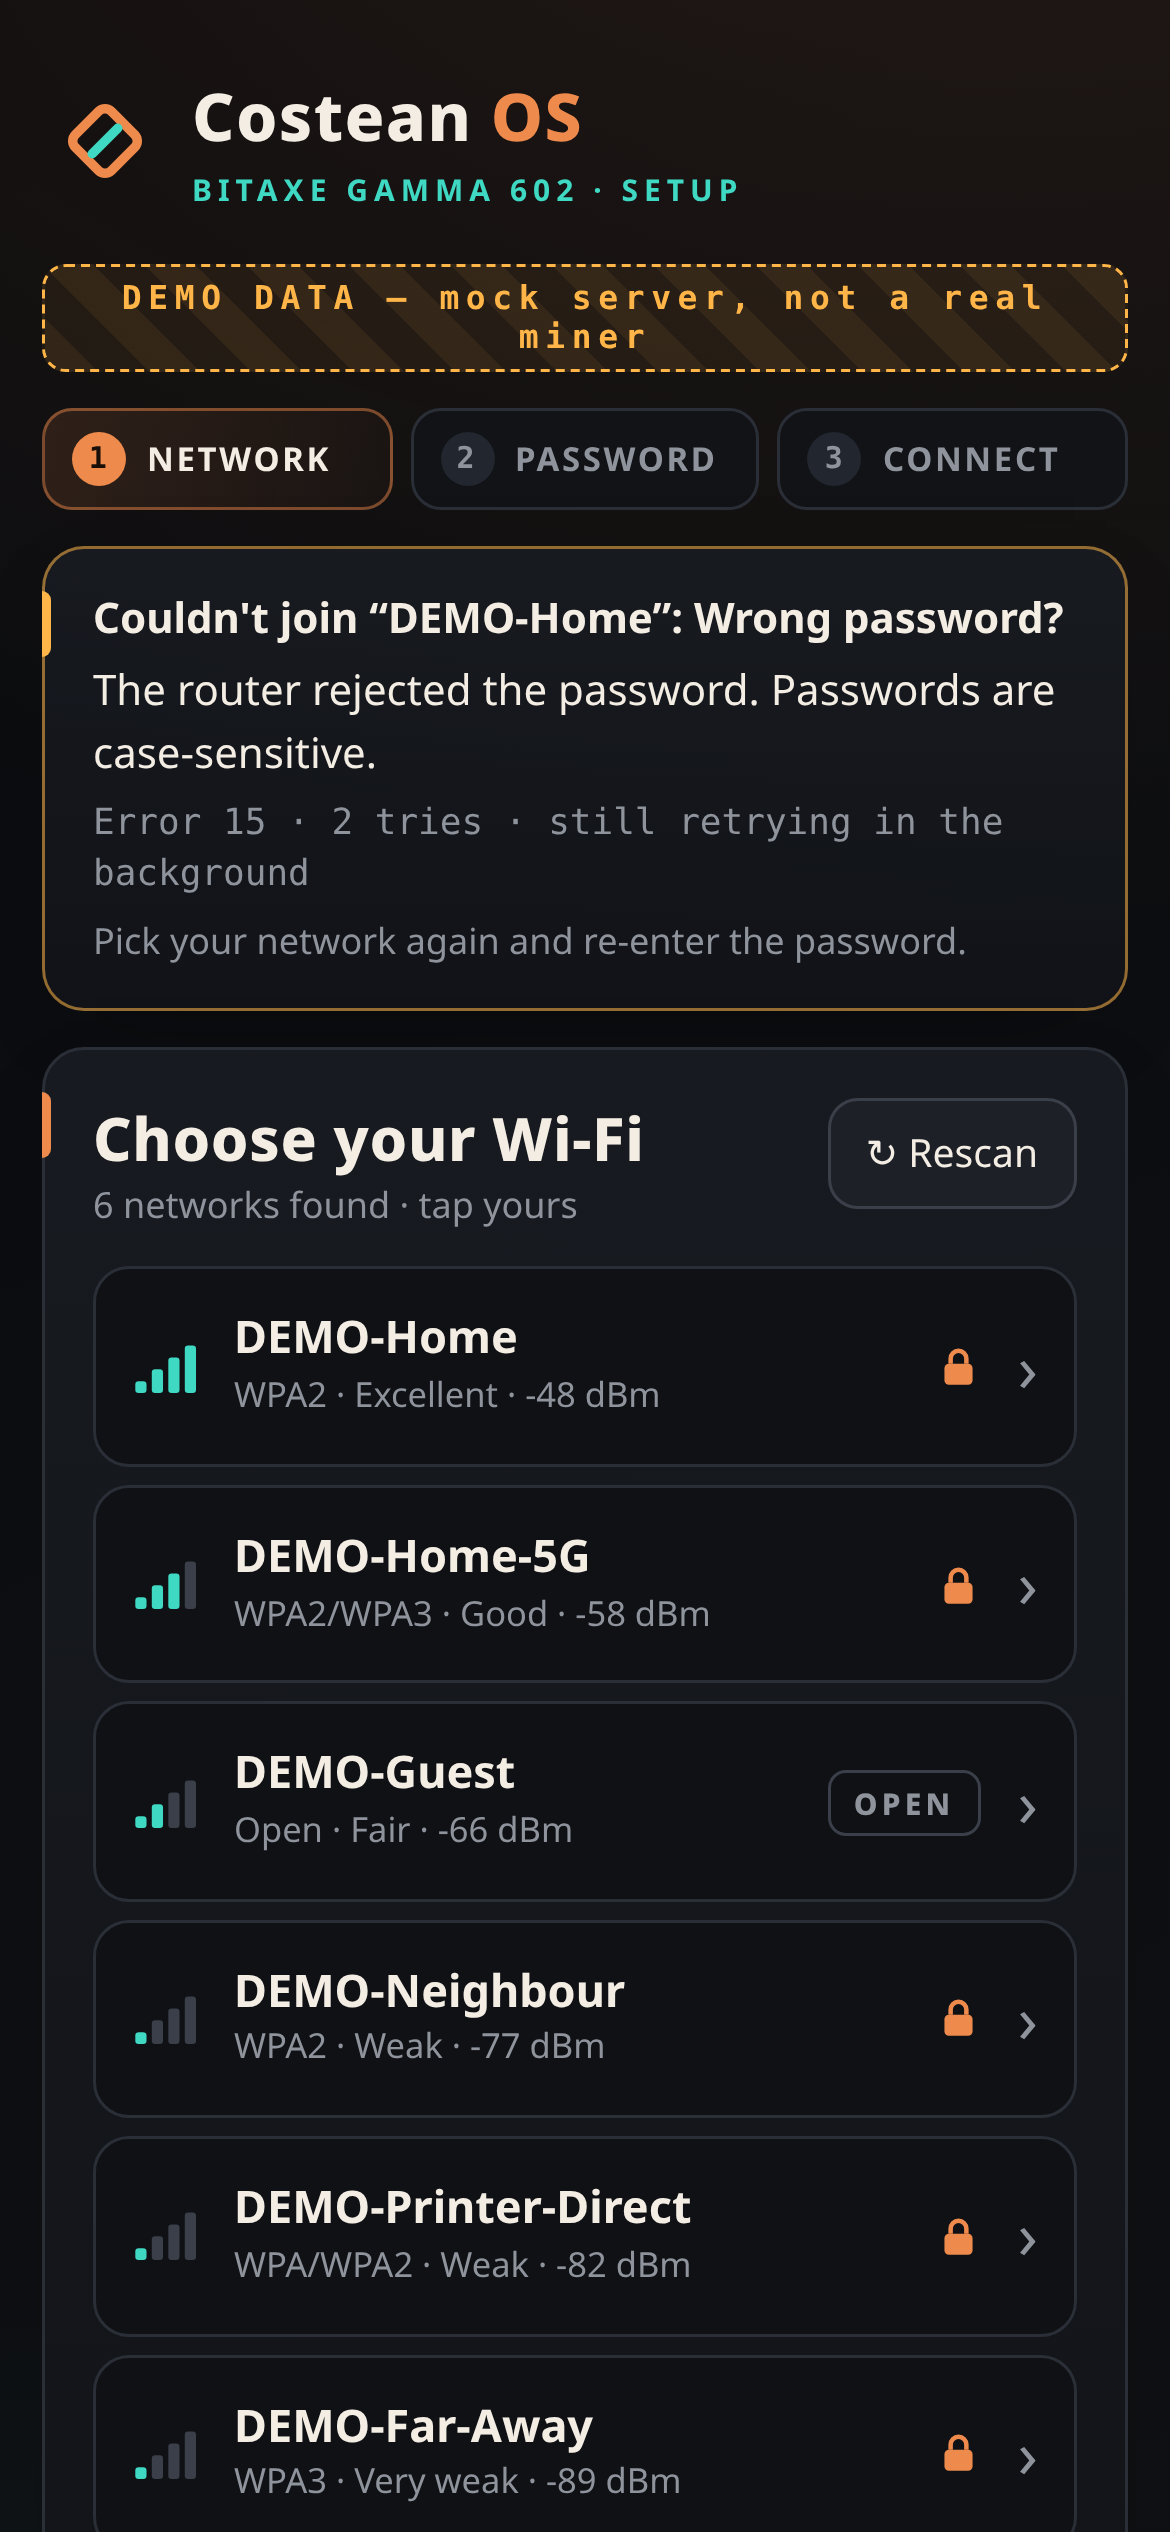 Costean OS
BITAXE GAMMA 602 · SETUP
DEMO DATA — mock server, not a real
miner
1 NETWORK
2 PASSWORD
3 CONNECT
Couldn't join “DEMO-Home”: Wrong password?
The router rejected the password. Passwords are
case-sensitive.
Error 15 · 2 tries · still retrying in the
background
Pick your network again and re-enter the password.
Choose your Wi-Fi
↻ Rescan
6 networks found · tap yours
DEMO-Home
WPA2 · Excellent · -48 dBm
DEMO-Home-5G
WPA2/WPA3 · Good · -58 dBm
DEMO-Guest
Open · Fair · -66 dBm
OPEN
DEMO-Neighbour
WPA2 · Weak · -77 dBm
DEMO-Printer-Direct
WPA/WPA2 · Weak · -82 dBm
DEMO-Far-Away
WPA3 · Very weak · -89 dBm